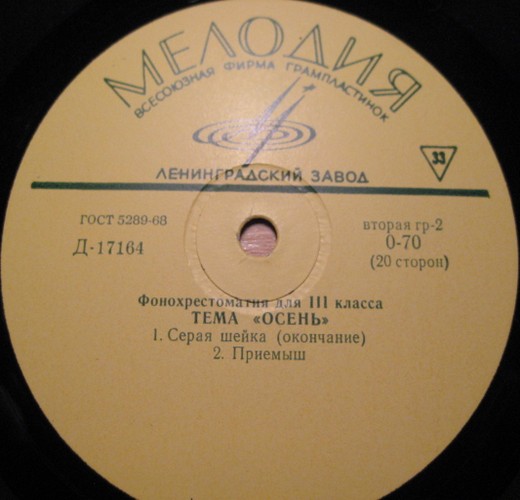 МЕЛОДИЯ
ВСЕСОЮЗНАЯ ФИРМА ГРАМПЛАСТИНОК
33
ЛЕНИНГРАДСКИЙ ЗАВОД
ГОСТ 5289-68
Д-17164
вторая гр-2
0-70
(20 сторон)
Фонохрестоматия для III класса
ТЕМА «ОСЕНЬ»
1. Серая шейка (окончание)
2. Приемыш